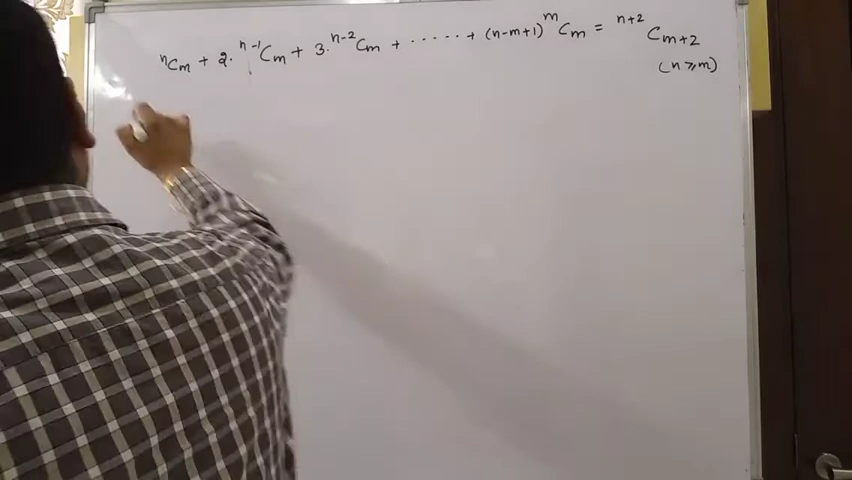 ⁿCₘ + 2. ⁿ⁻¹Cₘ + 3. ⁿ⁻²Cₘ + ...... + (n-m+1) ᵐCₘ = ⁿ⁺²Cₘ₊₂
(n ⩾ m)